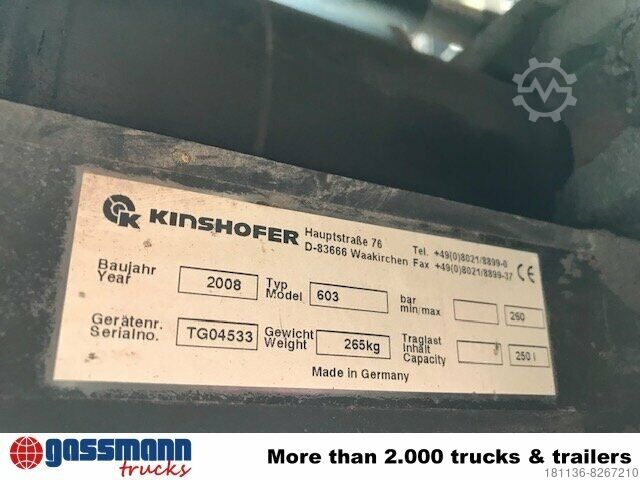 KINSHOFER
Hauptstraße 76 Tel. +49(0)8021/8899-0
D-83666 Waakirchen Fax +49(0)8021/8899-37 CE
Baujahr
Year 2008 Typ
Model 603 bar
min/max 260
Gerätenr.
Serialno. TG04533 Gewicht
Weight 265kg Traglast
Inhalt
Capacity 250 l
Made in Germany
gassmann
trucks
More than 2.000 trucks & trailers
181136-8267210